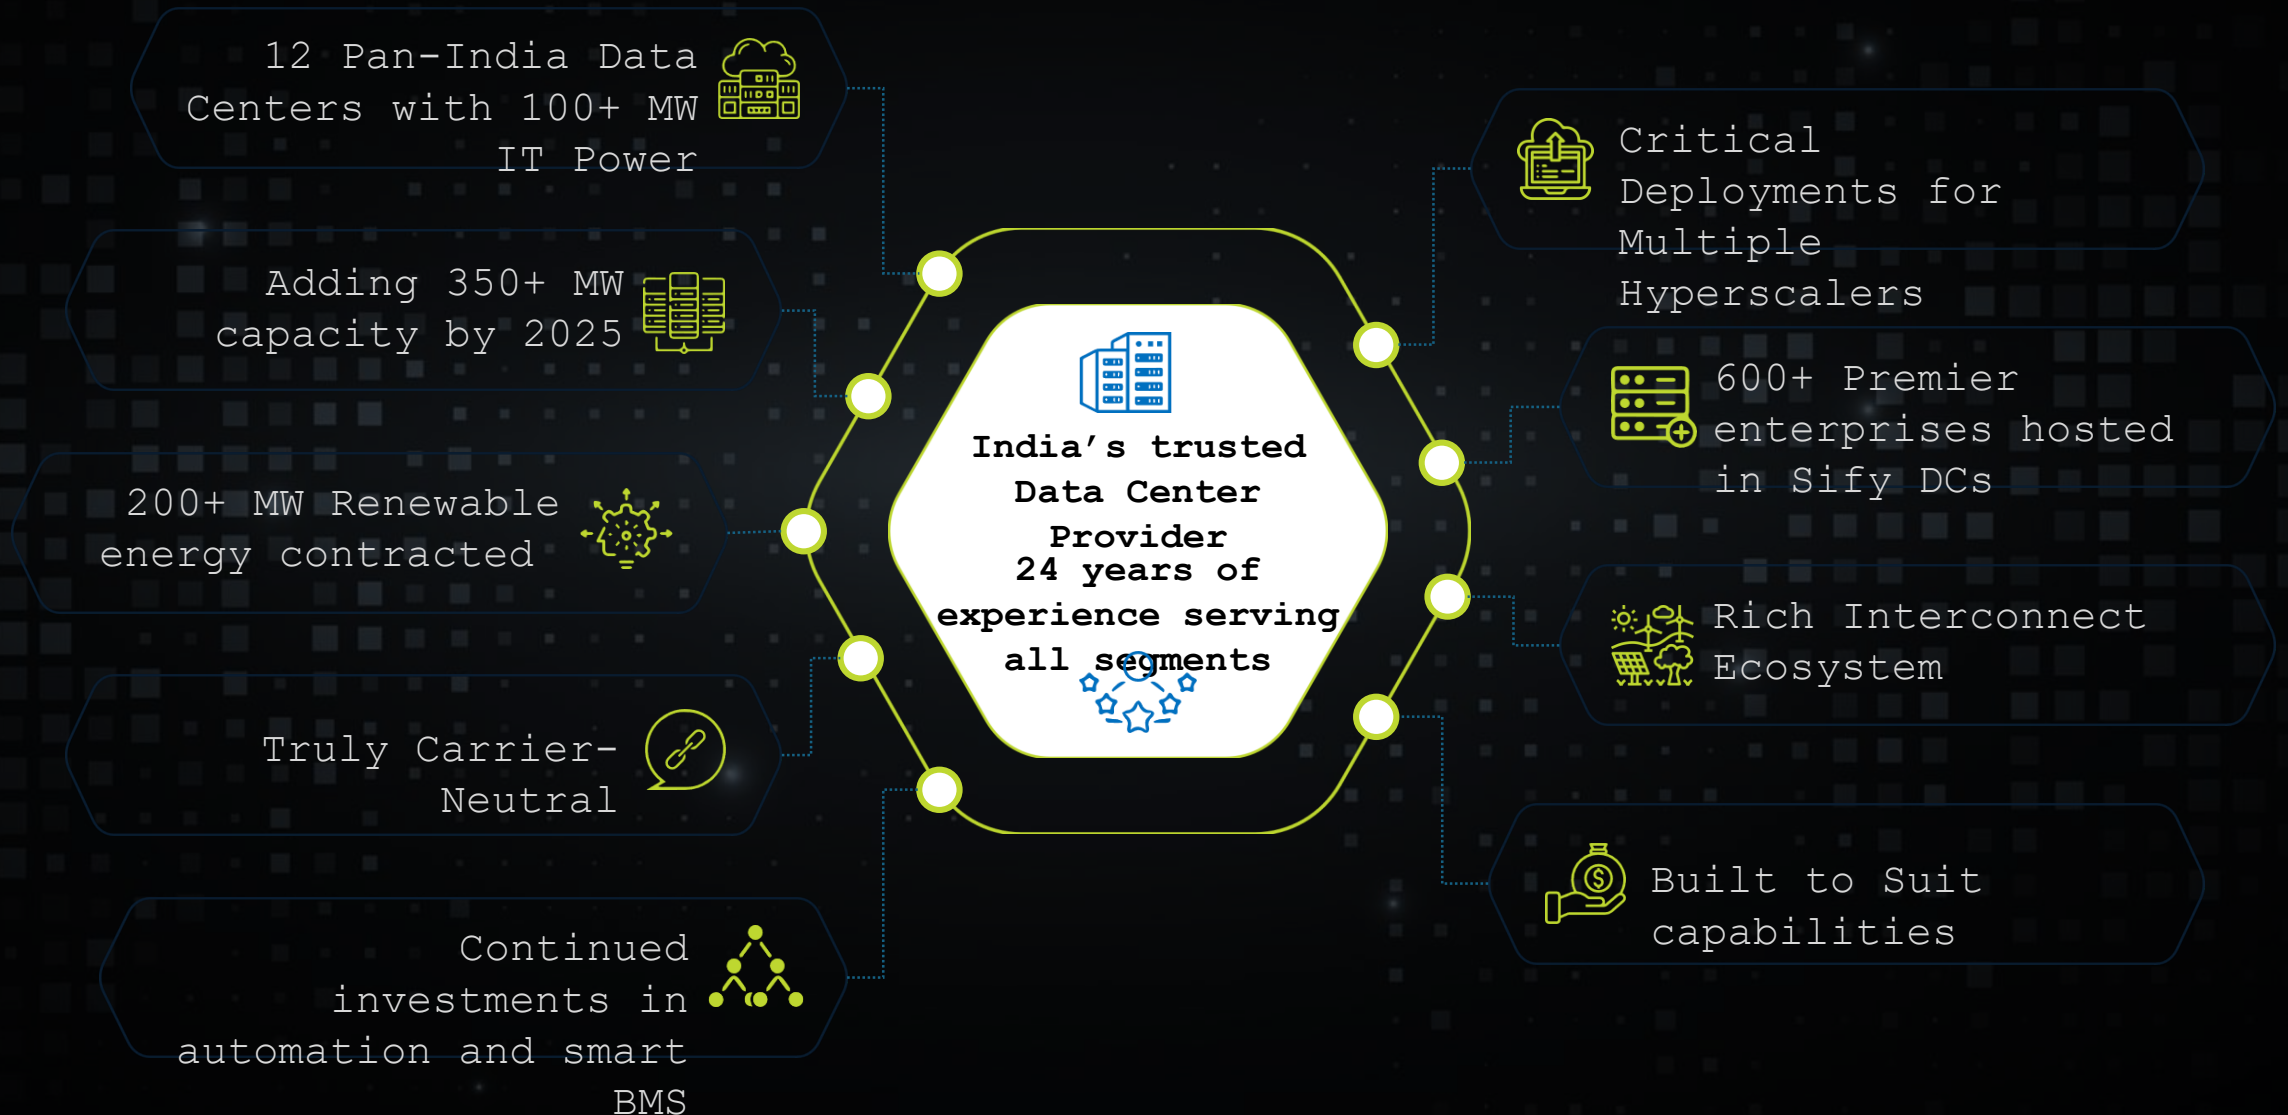 12 Pan-India Data
Centers with 100+ MW
IT Power
Adding 350+ MW
capacity by 2025
200+ MW Renewable
energy contracted
Truly Carrier-
Neutral
Continued
investments in
automation and smart
BMS
India’s trusted
Data Center
Provider
24 years of
experience serving
all segments
Critical
Deployments for
Multiple
Hyperscalers
600+ Premier
enterprises hosted
in Sify DCs
Rich Interconnect
Ecosystem
Built to Suit
capabilities